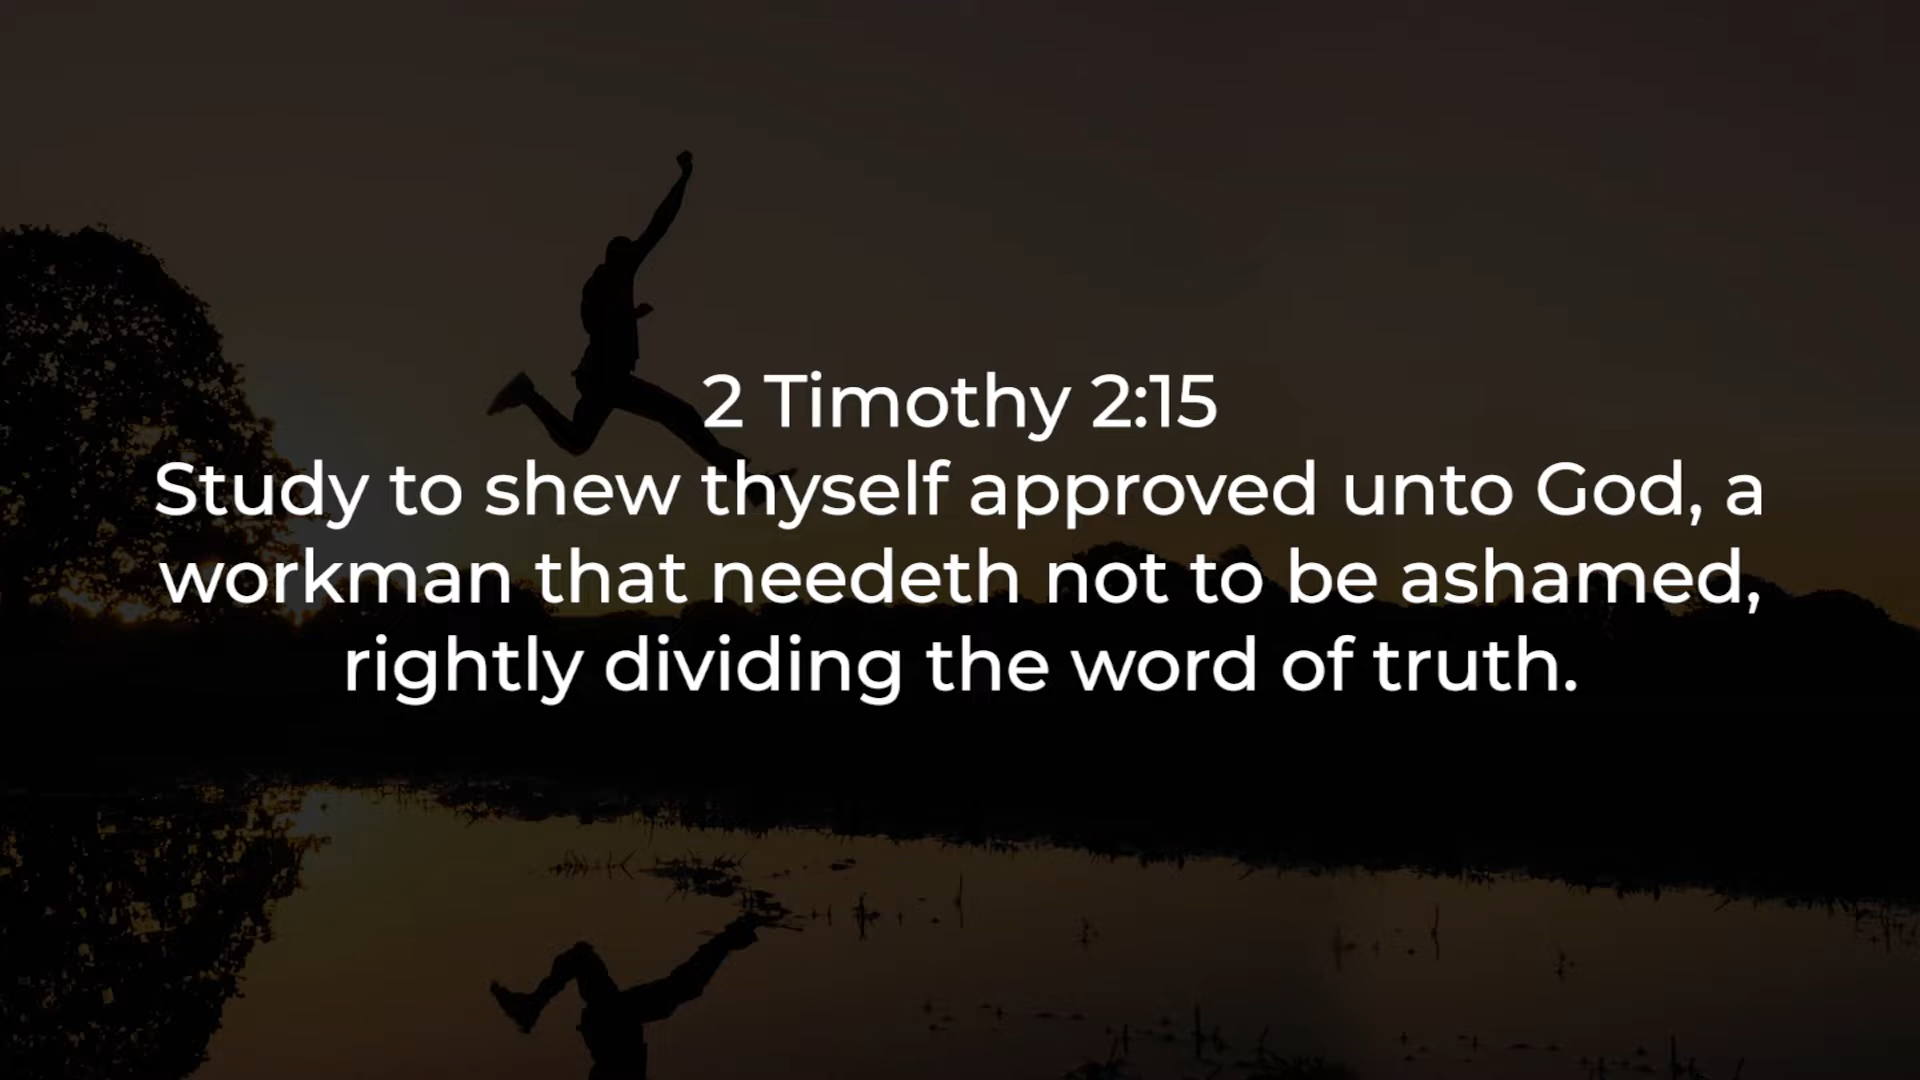 2 Timothy 2:15
Study to shew thyself approved unto God, a
workman that needeth not to be ashamed,
rightly dividing the word of truth.